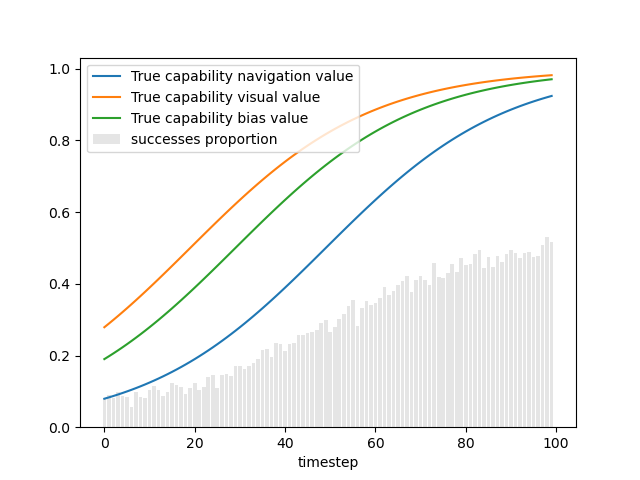 1.0
0.8
0.6
0.4
0.2
0.0
True capability navigation value
True capability visual value
True capability bias value
successes proportion
0 20 40 60 80 100
timestep